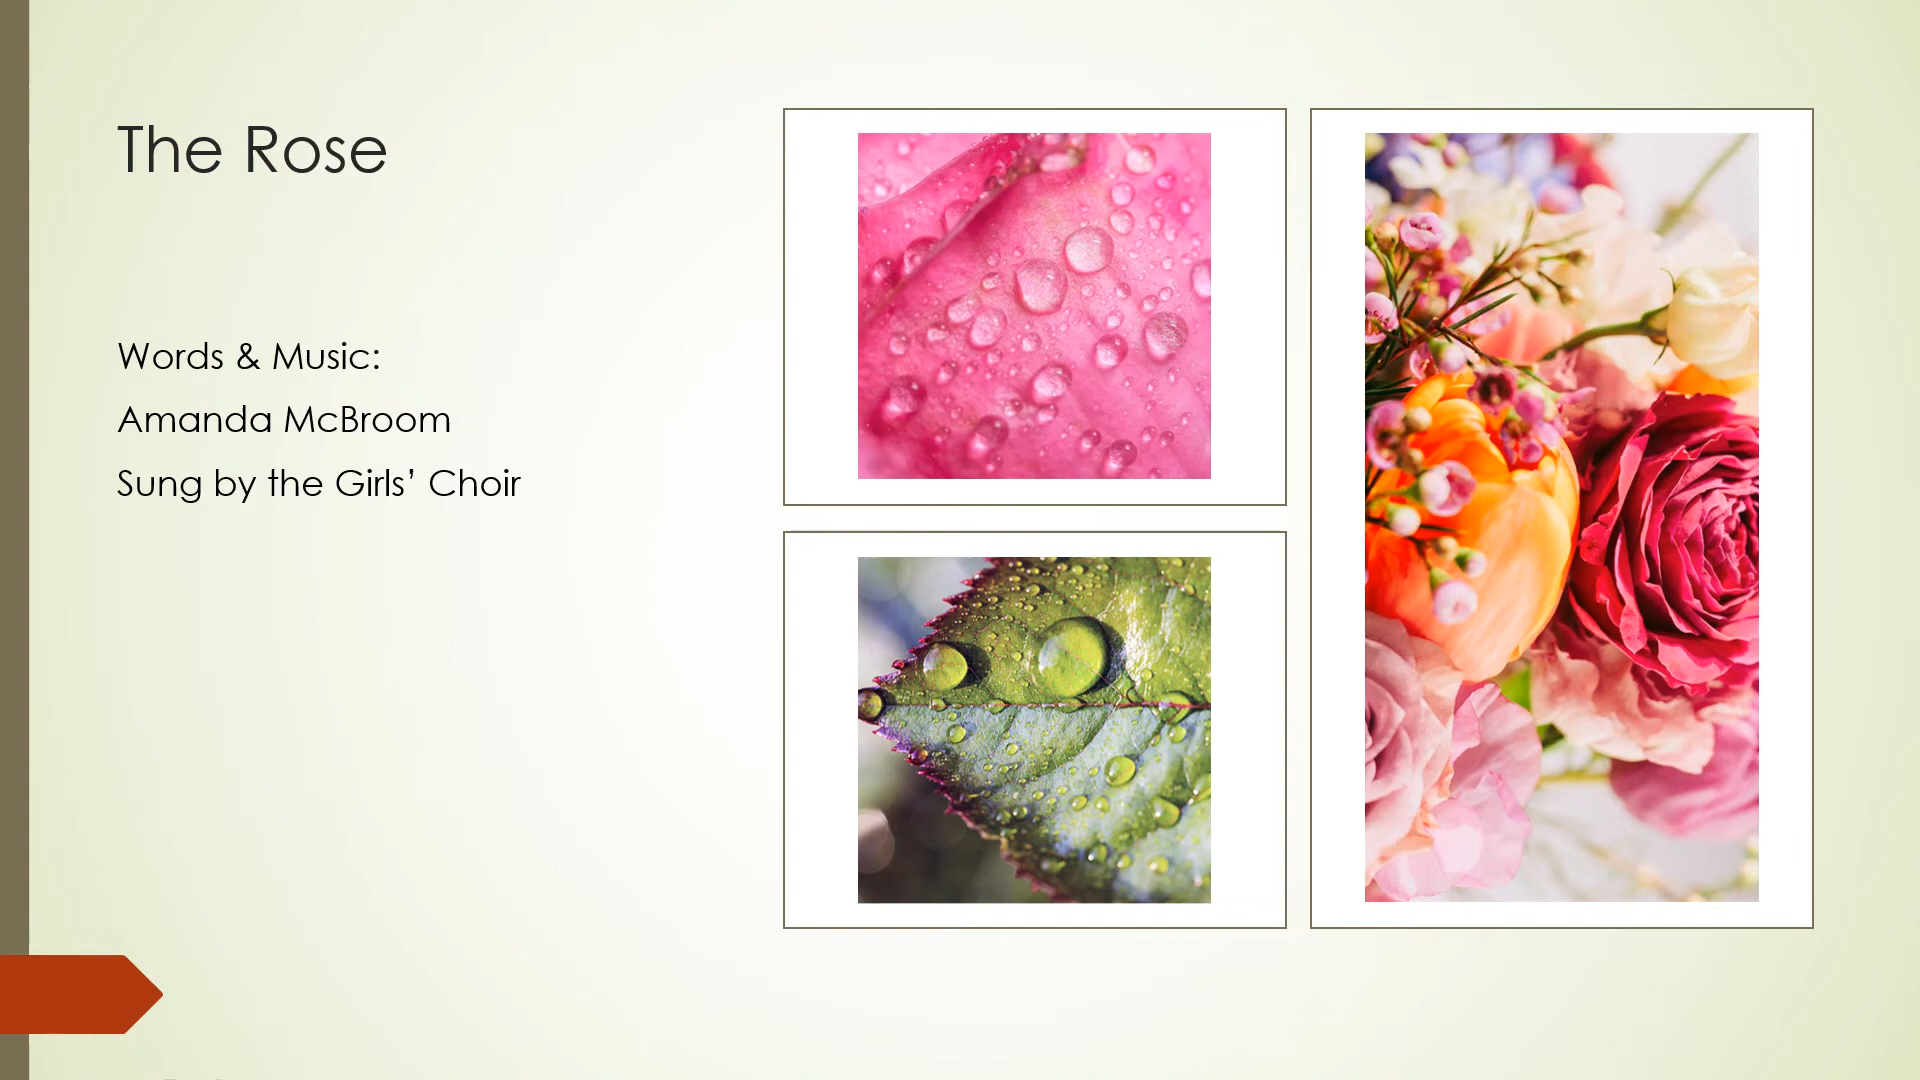 The Rose
Words & Music:
Amanda McBroom
Sung by the Girls’ Choir